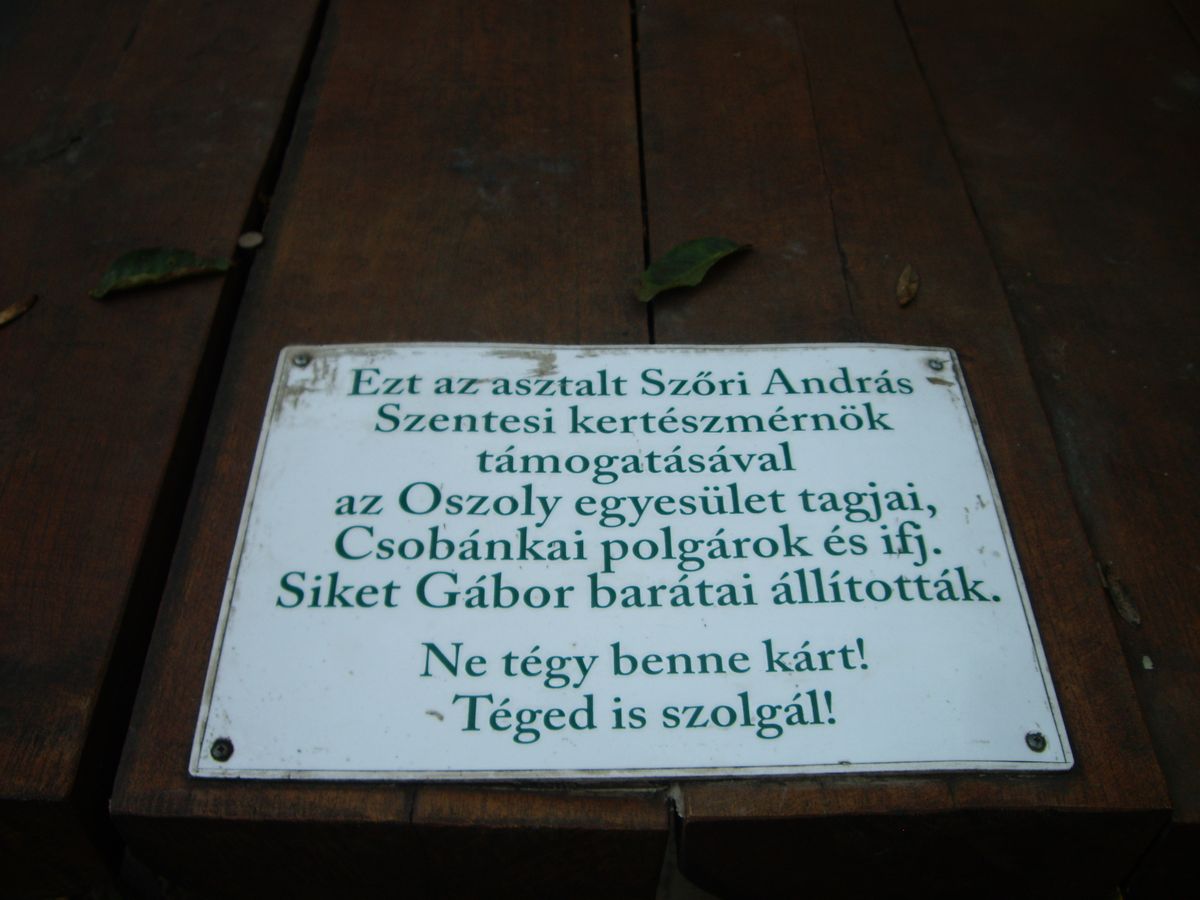 Ezt az asztalt Szőri András
Szentesi kertészmérnök
támogatásával
az Oszoly egyesület tagjai,
Csobánkai polgárok és ifj.
Siket Gábor barátai állították.
Ne tégy benne kárt!
Téged is szolgál!